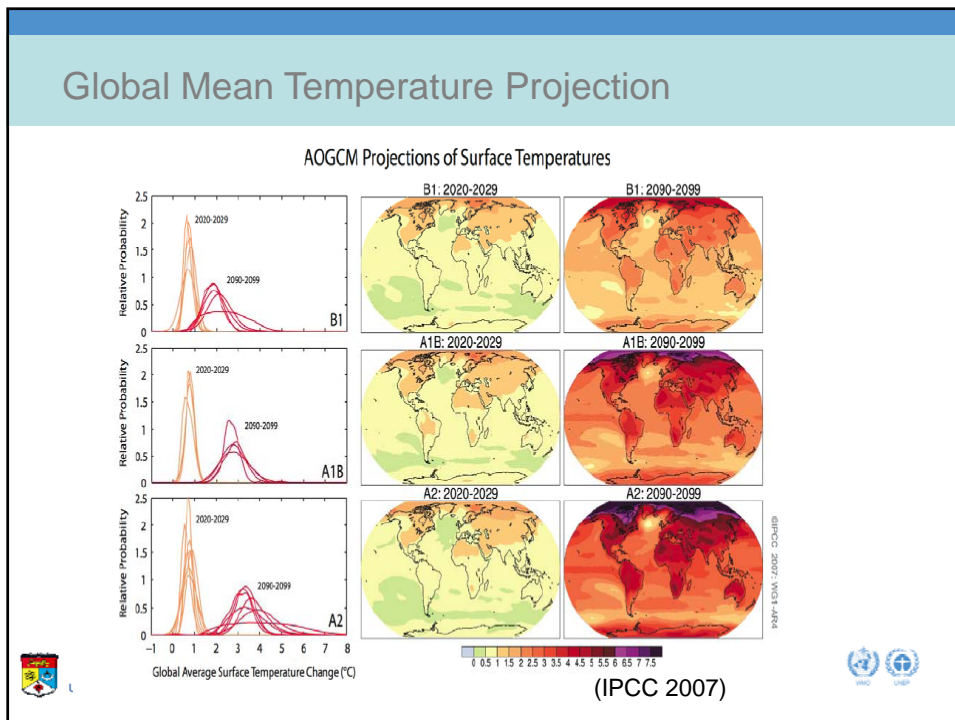 Global Mean Temperature Projection
AOGCM Projections of Surface Temperatures
B1: 2020-2029
B1: 2090-2099
2.5
2
1.5
1
0.5
0
Relative Probability
2020-2029
2090-2099
B1
A1B: 2020-2029
A1B: 2090-2099
2.5
2
1.5
1
0.5
0
Relative Probability
2020-2029
2090-2099
A1B
A2: 2020-2029
A2: 2090-2099
2.5
2
1.5
1
0.5
0
Relative Probability
2020-2029
2090-2099
A2
−1 0 1 2 3 4 5 6 7 8
Global Average Surface Temperature Change (°C)
0 0.5 1 1.5 2 2.5 3 3.5 4 4.5 5 5.5 6 6.5 7 7.5
©IPCC 2007: WG1-AR4
(IPCC 2007)
WMO
UNEP